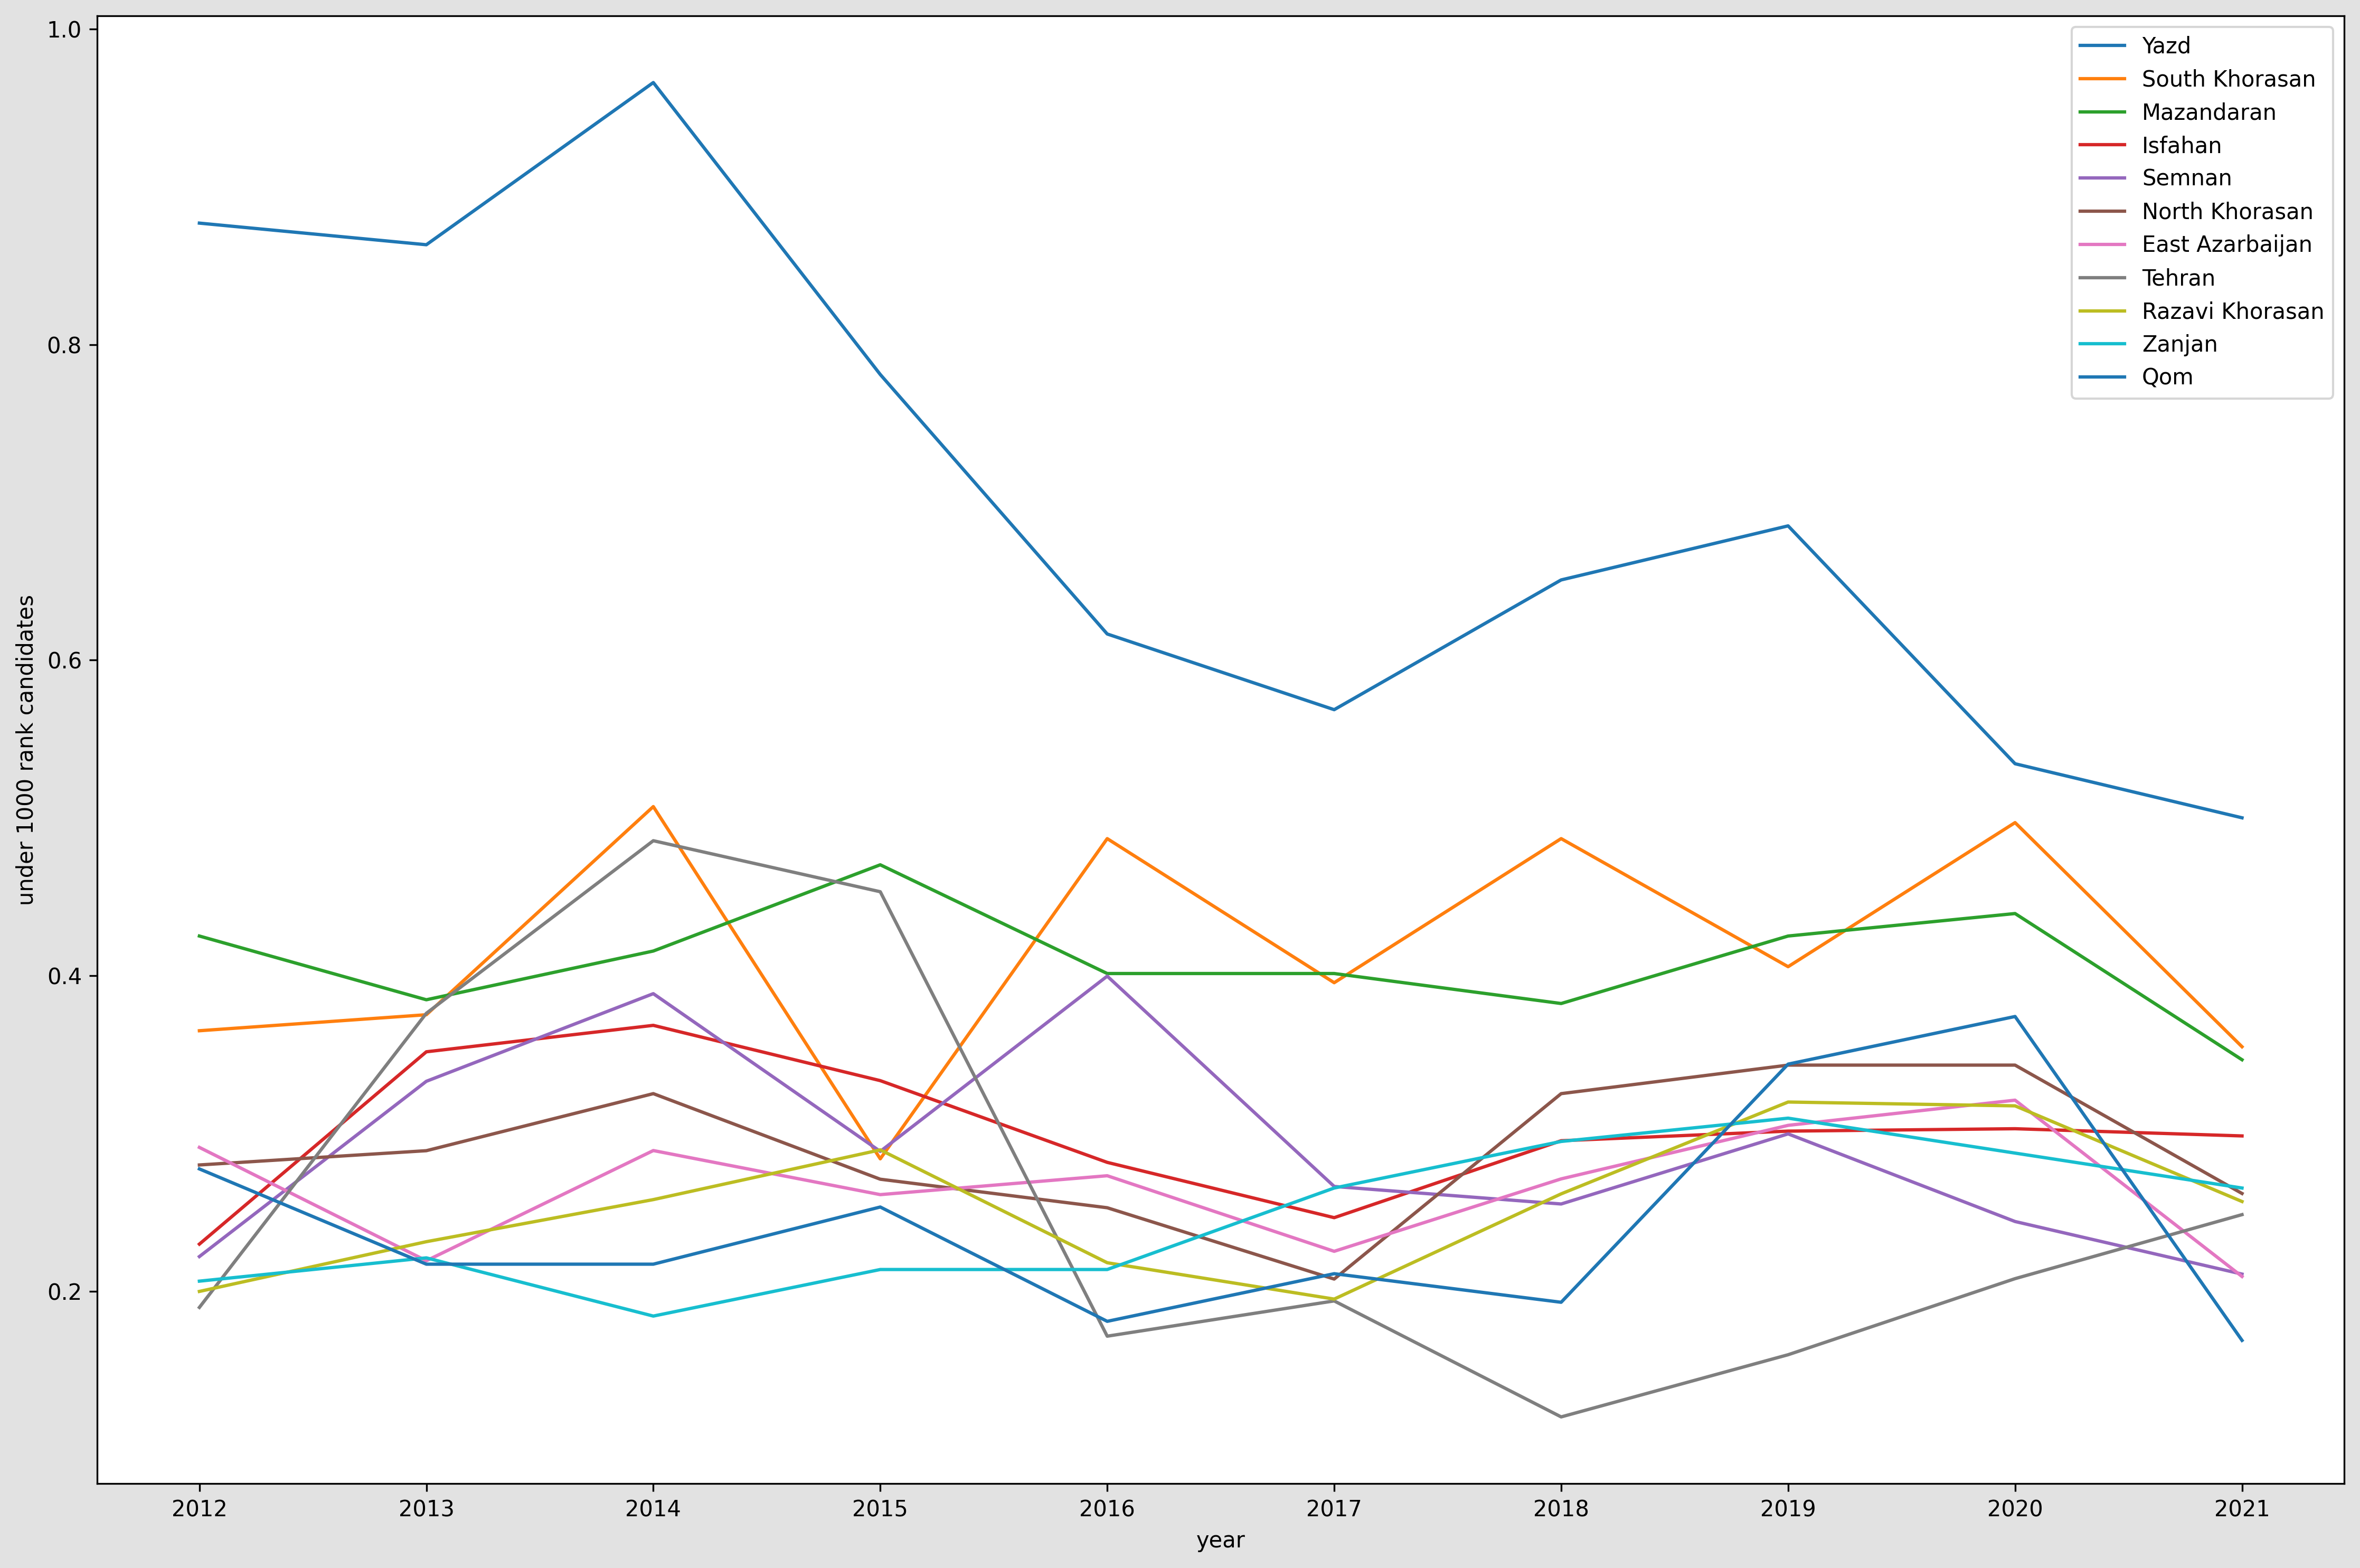 1.0
0.8
0.6
0.4
0.2
under 1000 rank candidates
Yazd
South Khorasan
Mazandaran
Isfahan
Semnan
North Khorasan
East Azarbaijan
Tehran
Razavi Khorasan
Zanjan
Qom
2012 2013 2014 2015 2016 2017 2018 2019 2020 2021
year